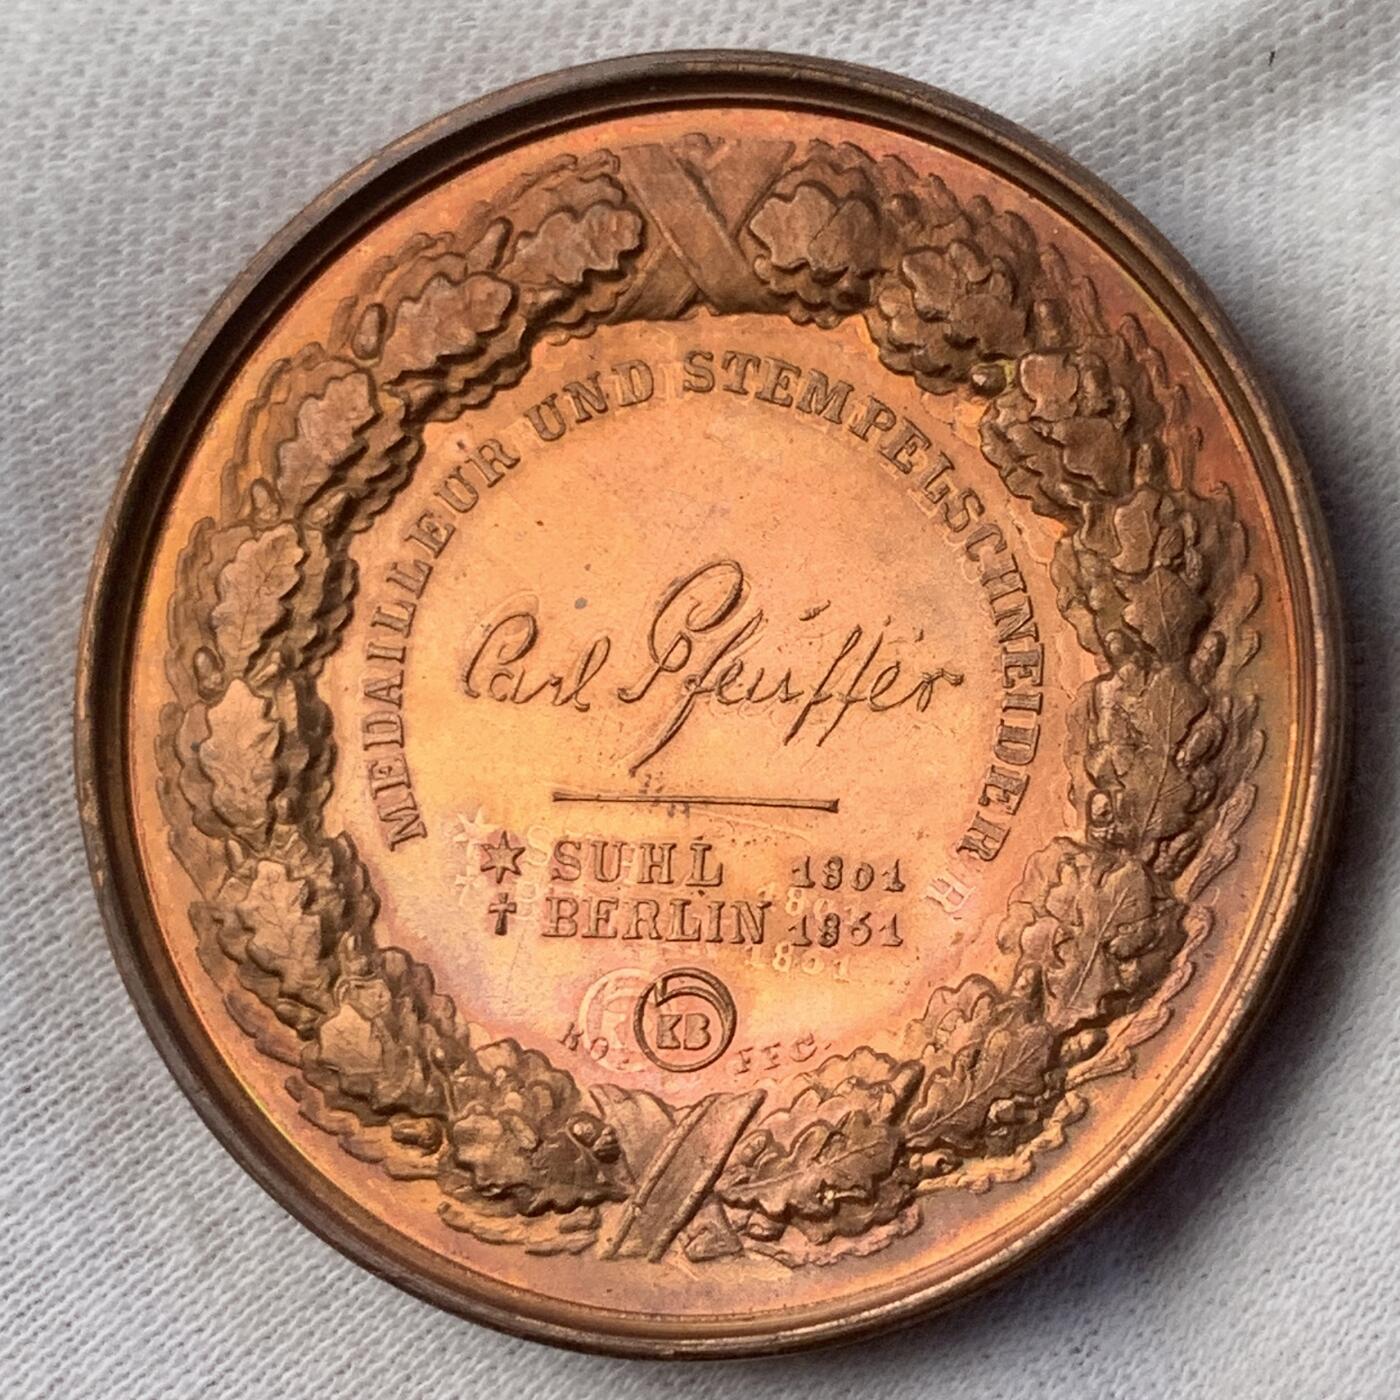 MEDAILLEUR UND STEMPELSCHNEIDER
Carl Pfeuffer
SUHL 1801
† BERLIN 1861
KB